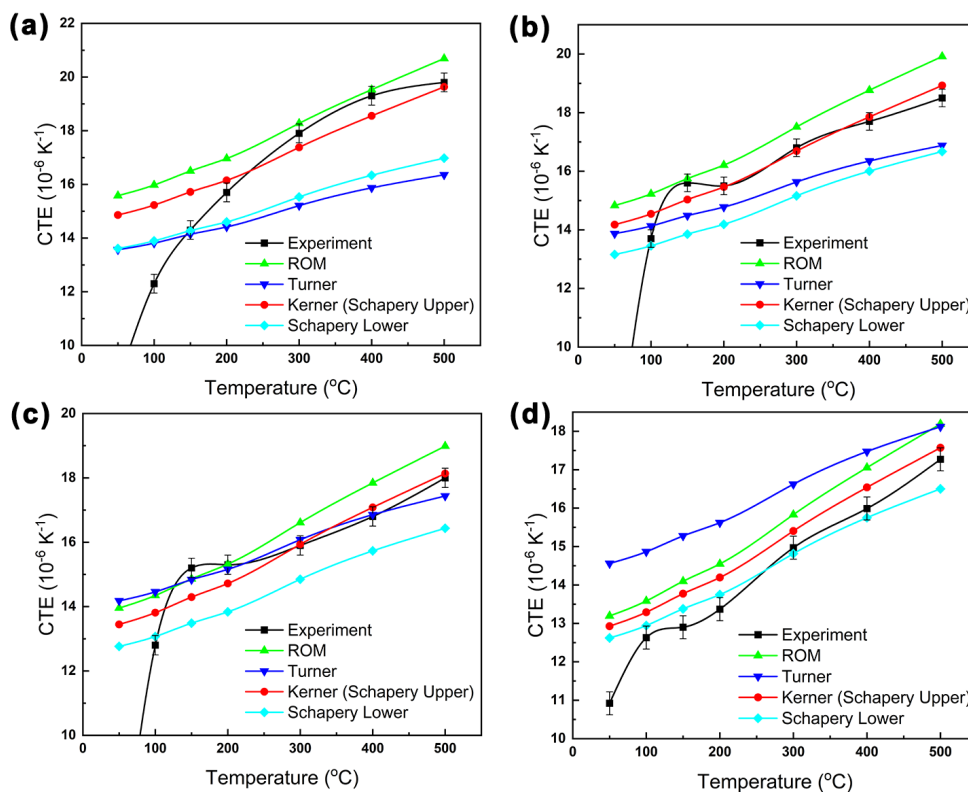 (a)
22
20
18
16
14
12
10
CTE (10⁻⁶ K⁻¹)
Experiment
ROM
Turner
Kerner (Schapery Upper)
Schapery Lower
0 100 200 300 400 500
Temperature (ºC)
(b)
20
18
16
14
12
10
CTE (10⁻⁶ K⁻¹)
Experiment
ROM
Turner
Kerner (Schapery Upper)
Schapery Lower
0 100 200 300 400 500
Temperature (ºC)
(c)
20
18
16
14
12
10
CTE (10⁻⁶ K⁻¹)
Experiment
ROM
Turner
Kerner (Schapery Upper)
Schapery Lower
0 100 200 300 400 500
Temperature (ºC)
(d)
18
17
16
15
14
13
12
11
10
CTE (10⁻⁶ K⁻¹)
Experiment
ROM
Turner
Kerner (Schapery Upper)
Schapery Lower
0 100 200 300 400 500
Temperature (ºC)